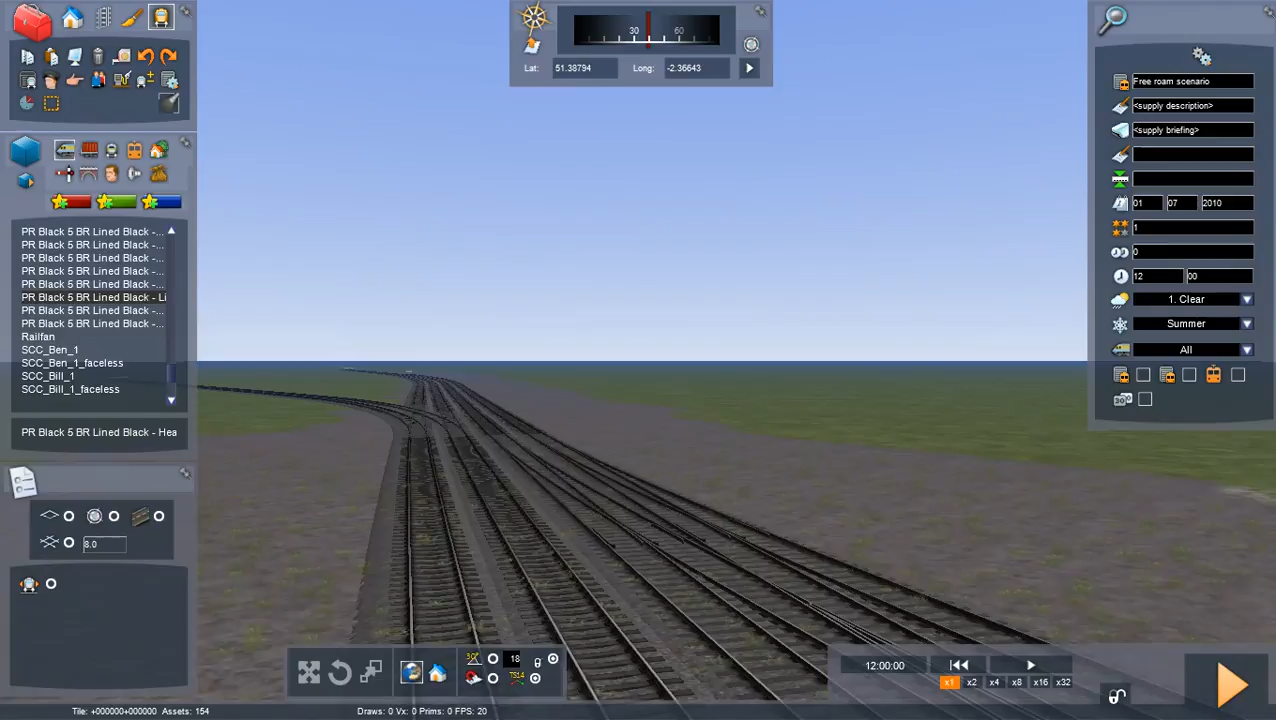 30 60
Lat: 51.38794 Long: -2.36643
Free roam scenario
<supply description>
<supply briefing>
01 07 2010
1
0
12 00
1. Clear
Summer
All
PR Black 5 BR Lined Black -...
PR Black 5 BR Lined Black -...
PR Black 5 BR Lined Black -...
PR Black 5 BR Lined Black -...
PR Black 5 BR Lined Black -...
PR Black 5 BR Lined Black - Li
PR Black 5 BR Lined Black -...
PR Black 5 BR Lined Black -...
Railfan
SCC_Ben_1
SCC_Ben_1_faceless
SCC_Bill_1
SCC_Bill_1_faceless
PR Black 5 BR Lined Black - Hea
8.0
30° 18
TS14
12:00:00
x1 x2 x4 x8 x16 x32
Tile: +000000+000000 Assets: 154
Draws: 0 Vx: 0 Prims: 0 FPS: 20